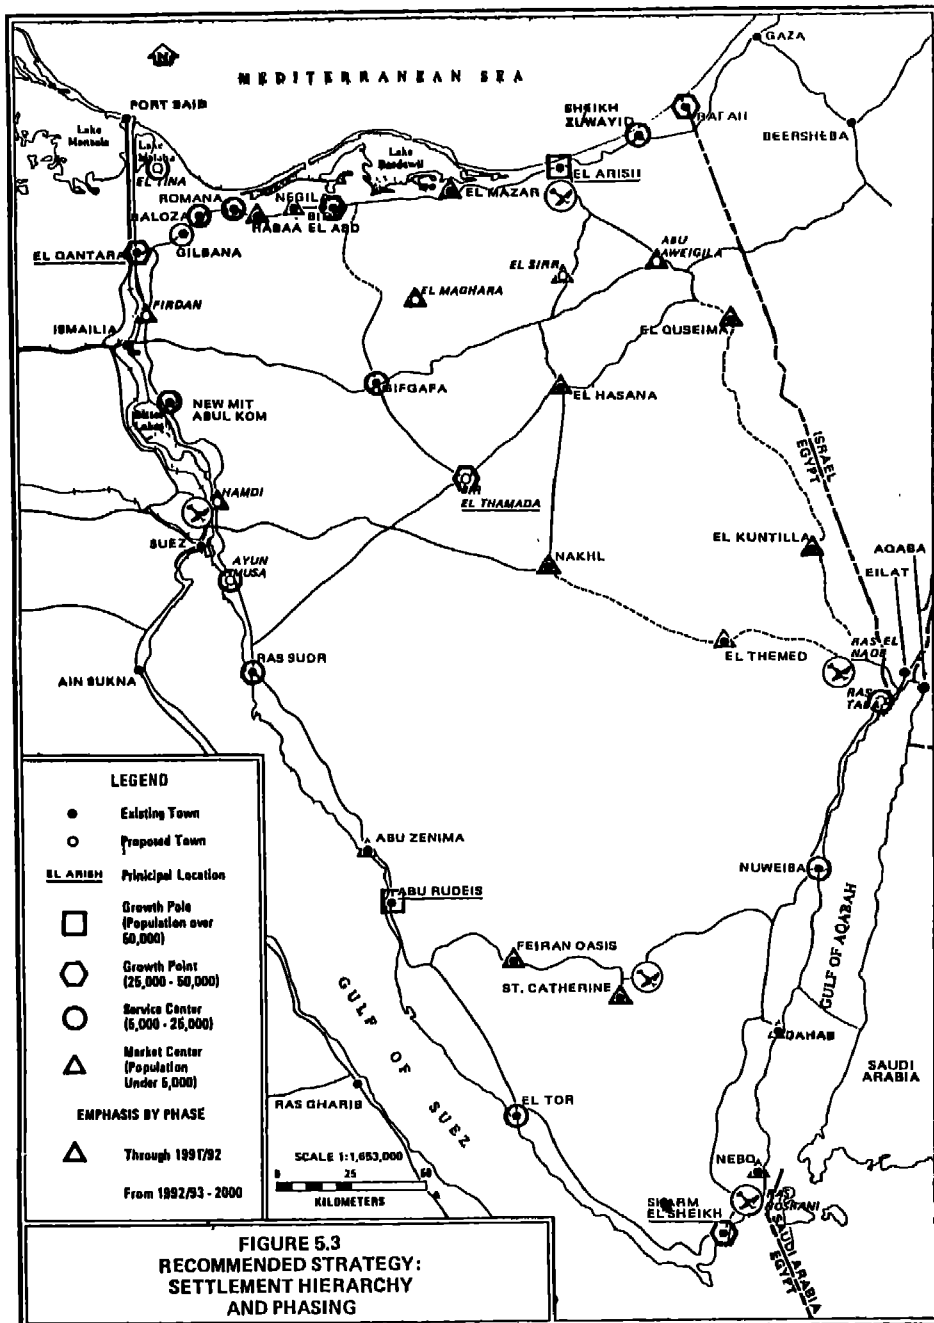 GAZA
N
MEDITERRANEAN SEA
PORT SAID
SHEIKH
ZUWAYID
RAFAH
BEERSHEBA
Lake
Manzala
Lake
EL TINA
Lake
Bardawil
EL ARISH
EL MAZAR
ROMANA
NEGILA
BALOZA
BIR
RABAA EL ABD
GILBANA
EL QANTARA
ABU
AWEIGILA
EL SIRR
EL MAGHARA
FIRDAN
EL QUSEIMA
ISMAILIA
GIFGAFA
EL HASANA
NEW MIT
ABUL KOM
Bitter
Lakes
ISRAEL
EGYPT
BIR
EL THAMADA
HAMDI
SUEZ
EL KUNTILLA
AQABA
EILAT
NAKHL
AYUN
MUSA
EL THEMED
RAS EL
NAQB
RAS SUDR
AIN SUKNA
RAS
TABA
ABU ZENIMA
NUWEIBA
ABU RUDEIS
GULF OF AQABAH
FEIRAN OASIS
ST. CATHERINE
GULF OF SUEZ
DAHAB
SAUDI
ARABIA
RAS GHARIB
EL TOR
NEBQ
SHARM
EL SHEIKH
RAS
NOSRANI
SAUDI ARABIA
EGYPT
LEGEND
Existing Town
Proposed Town
EL ARISH Prinicipal Location
Growth Pole
(Population over
50,000)
Growth Point
(25,000 - 50,000)
Service Center
(5,000 - 25,000)
Market Center
(Population
Under 5,000)
EMPHASIS BY PHASE
Through 1991/92
From 1992/93 - 2000
SCALE 1:1,653,000
0 25 50
KILOMETERS
FIGURE 5.3
RECOMMENDED STRATEGY:
SETTLEMENT HIERARCHY
AND PHASING